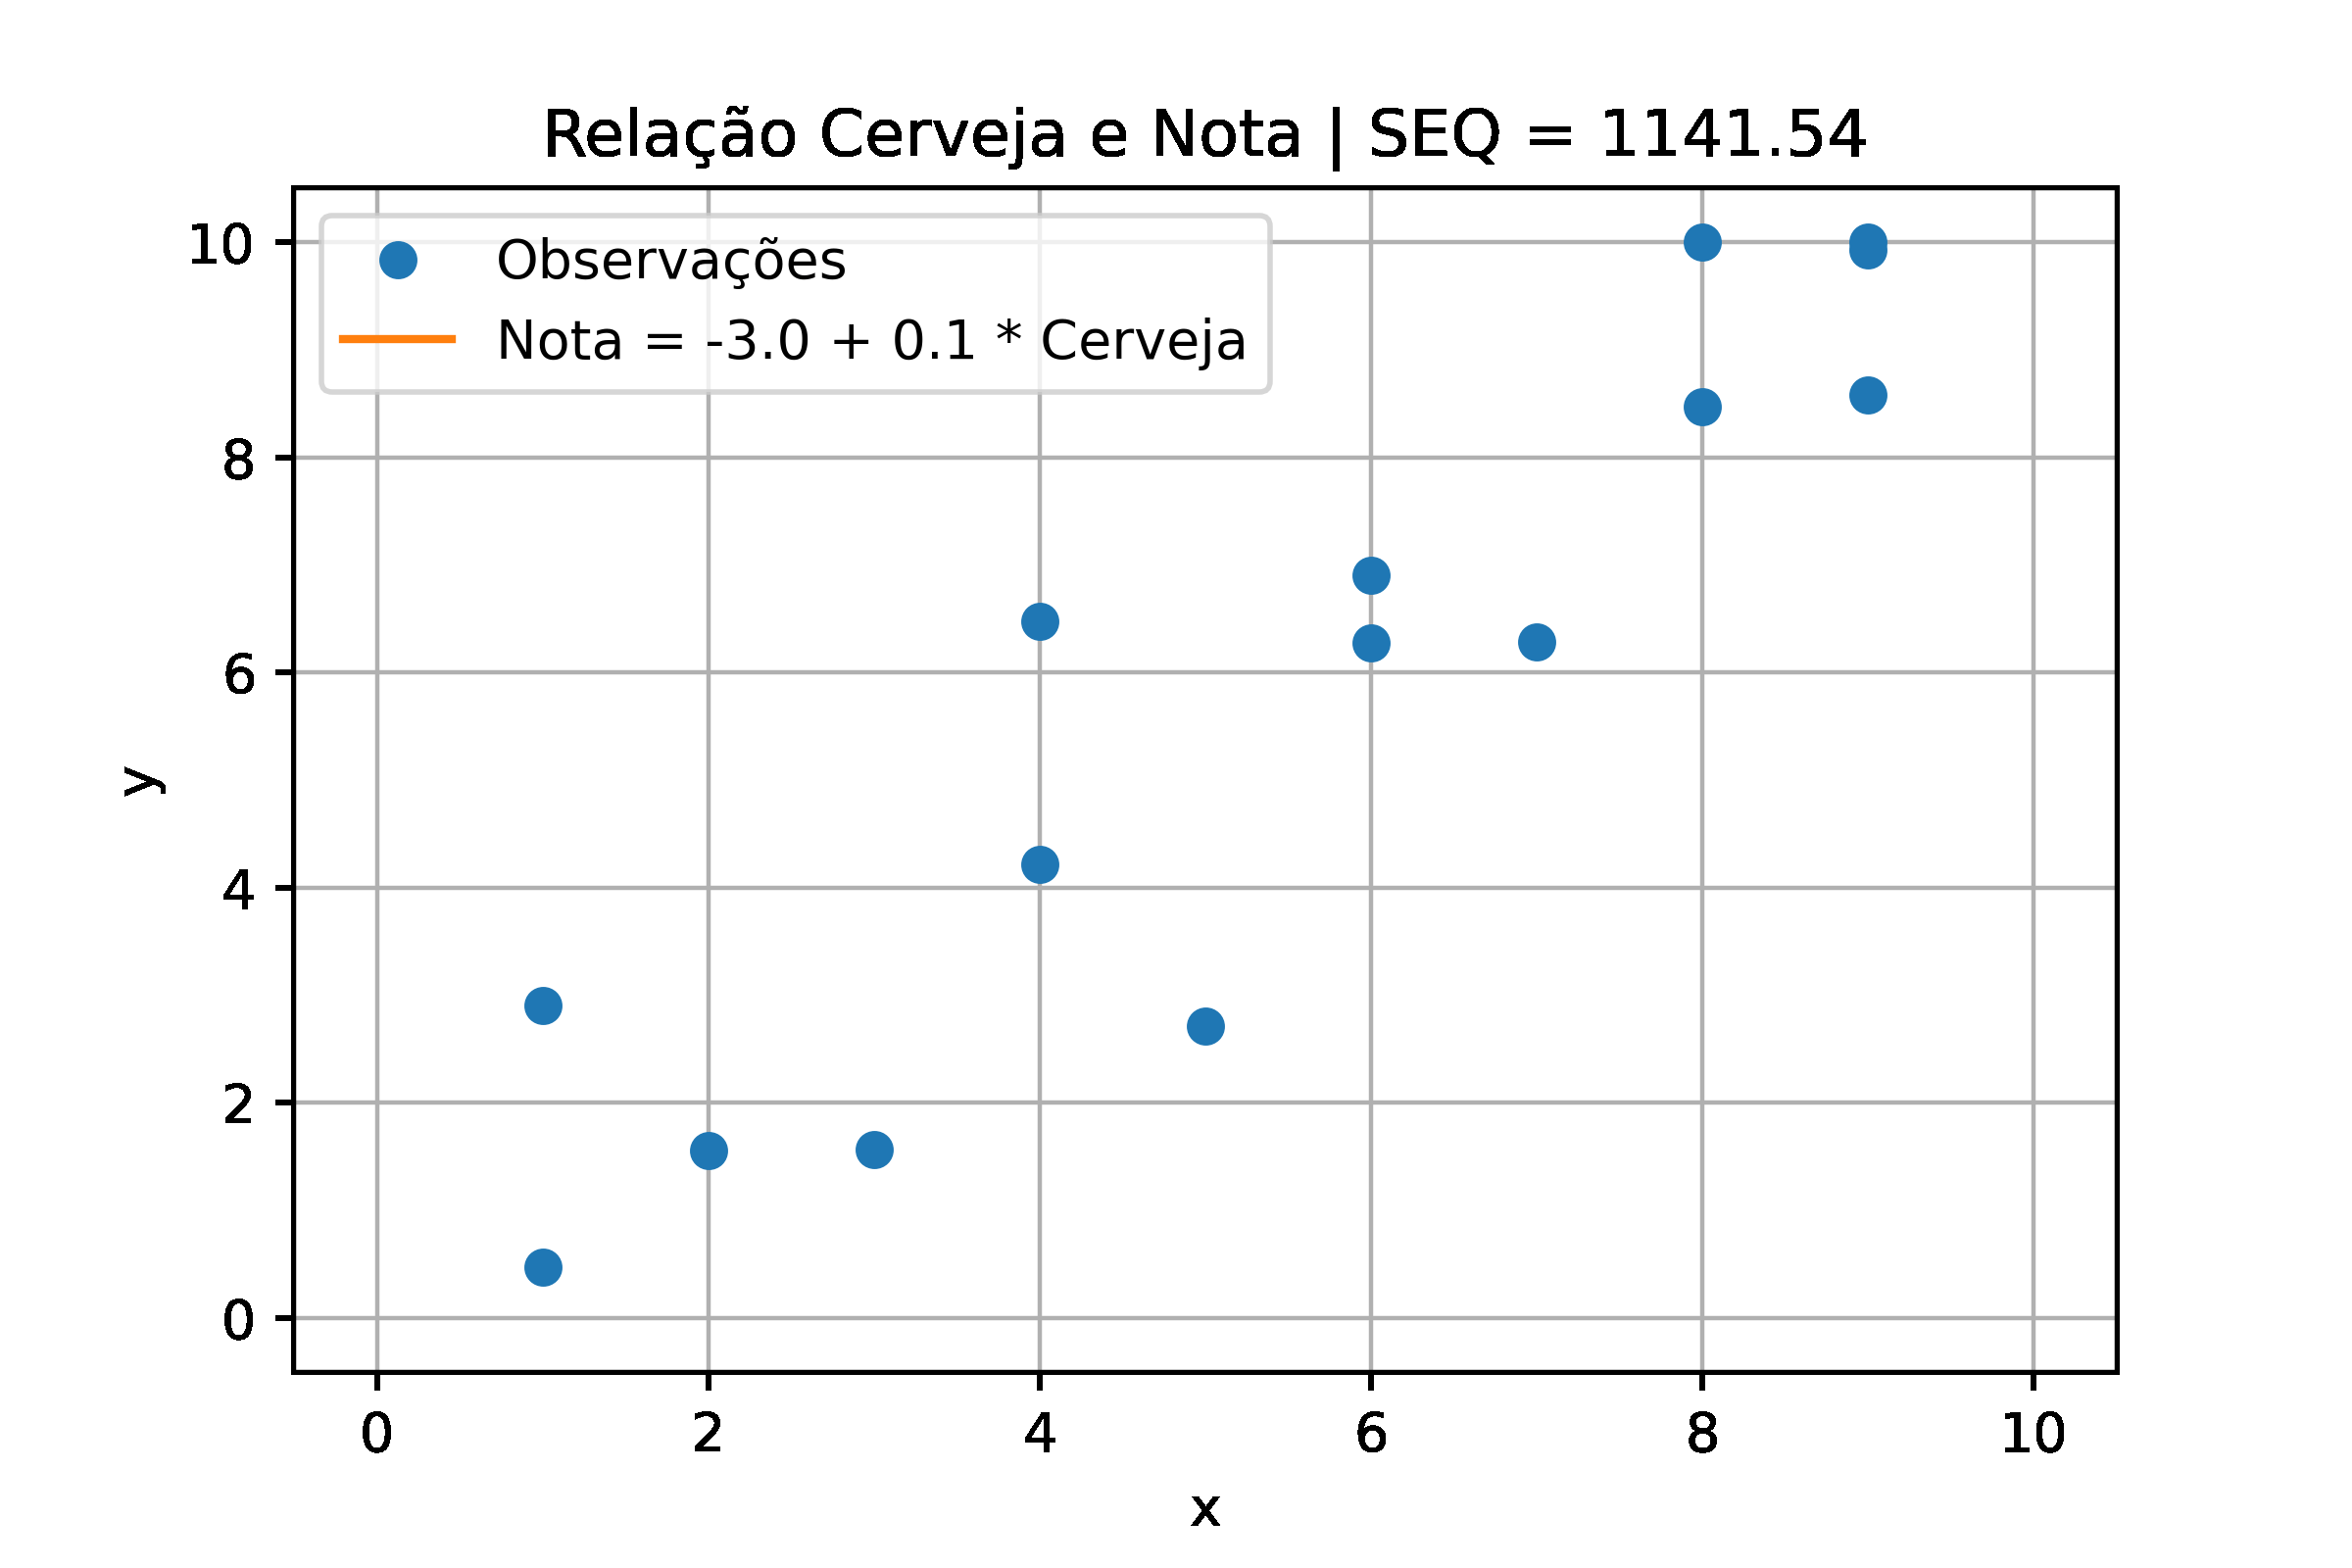 Relação Cerveja e Nota | SEQ = 1141.54
Observações
Nota = -3.0 + 0.1 * Cerveja
10
8
6
4
2
0
y
0 2 4 6 8 10
x